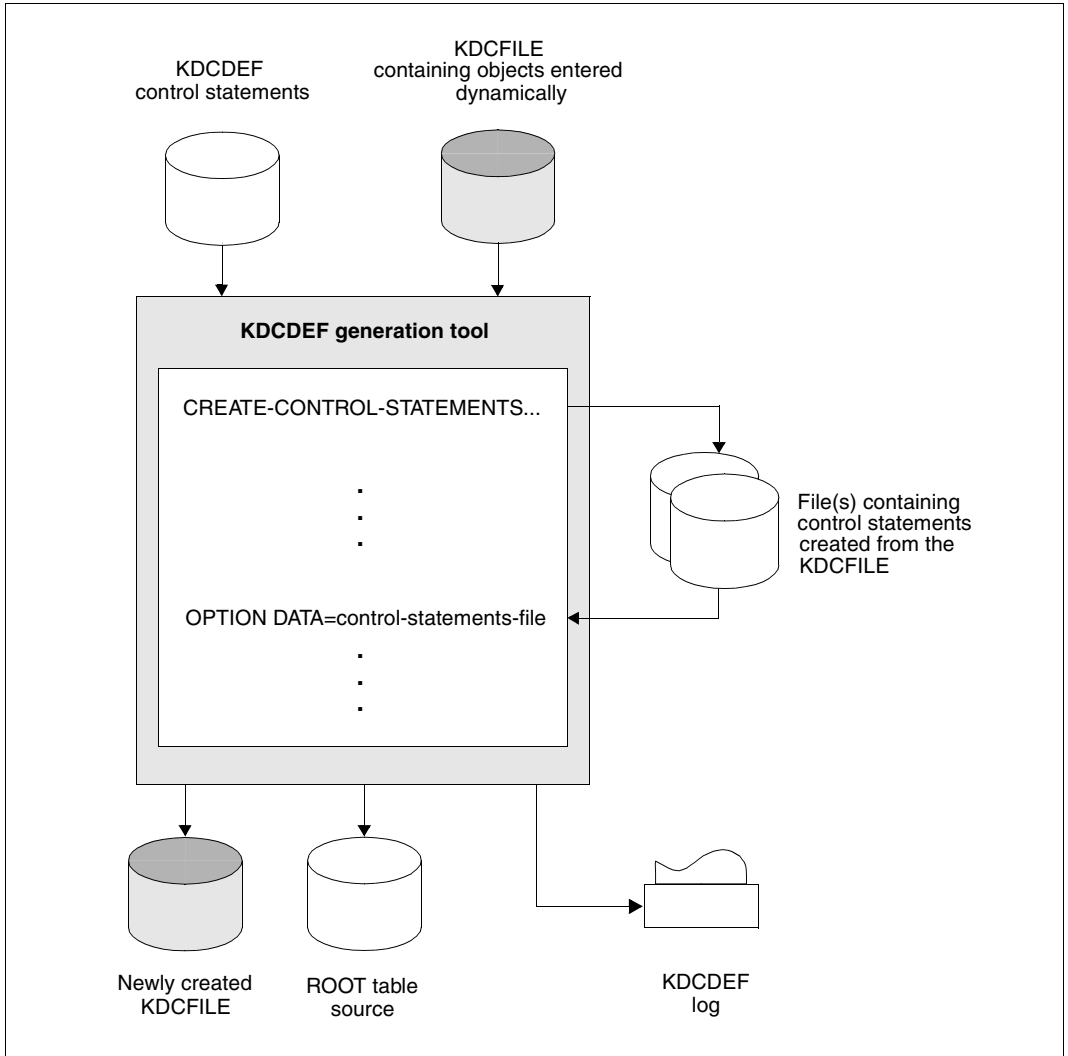 KDCDEF
control statements
KDCFILE
containing objects entered
dynamically
KDCDEF generation tool
CREATE-CONTROL-STATEMENTS...
.
.
.
File(s) containing
control statements
created from the
KDCFILE
OPTION DATA=control-statements-file
.
.
.
Newly created
KDCFILE
ROOT table
source
KDCDEF
log